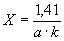 X = 1,41 / a · k